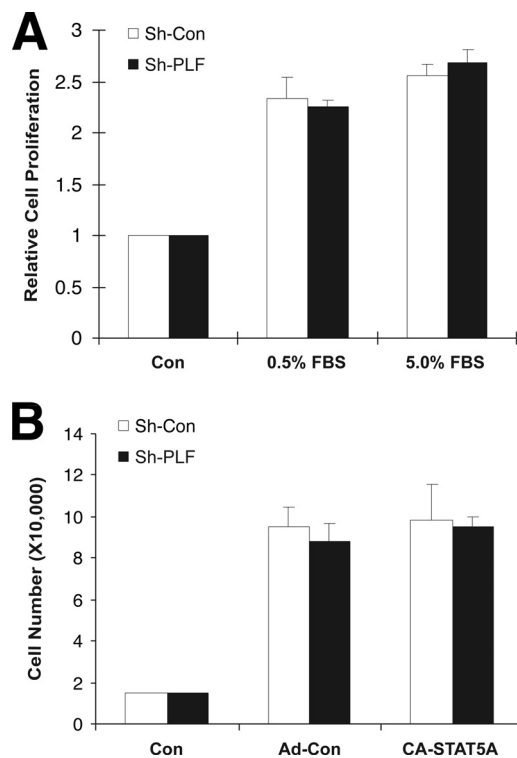 A
Sh-Con
Sh-PLF
Relative Cell Proliferation
3
2.5
2
1.5
1
0.5
0
Con 0.5% FBS 5.0% FBS
B
Sh-Con
Sh-PLF
Cell Number (X10,000)
14
12
10
8
6
4
2
0
Con Ad-Con CA-STAT5A